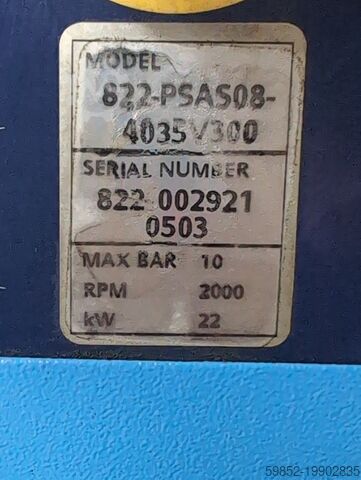 MODEL
822-PSAS08-
4035V300
SERIAL NUMBER
822-002921
0503
MAX BAR 10
RPM 2000
kW 22
59852-19902835